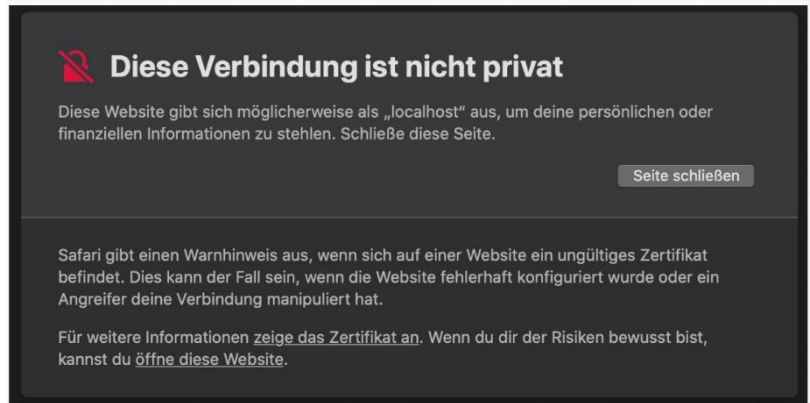 Diese Verbindung ist nicht privat
Diese Website gibt sich möglicherweise als „localhost“ aus, um deine persönlichen oder
finanziellen Informationen zu stehlen. Schließe diese Seite.
Seite schließen
Safari gibt einen Warnhinweis aus, wenn sich auf einer Website ein ungültiges Zertifikat
befindet. Dies kann der Fall sein, wenn die Website fehlerhaft konfiguriert wurde oder ein
Angreifer deine Verbindung manipuliert hat.
Für weitere Informationen zeige das Zertifikat an. Wenn du dir der Risiken bewusst bist,
kannst du öffne diese Website.